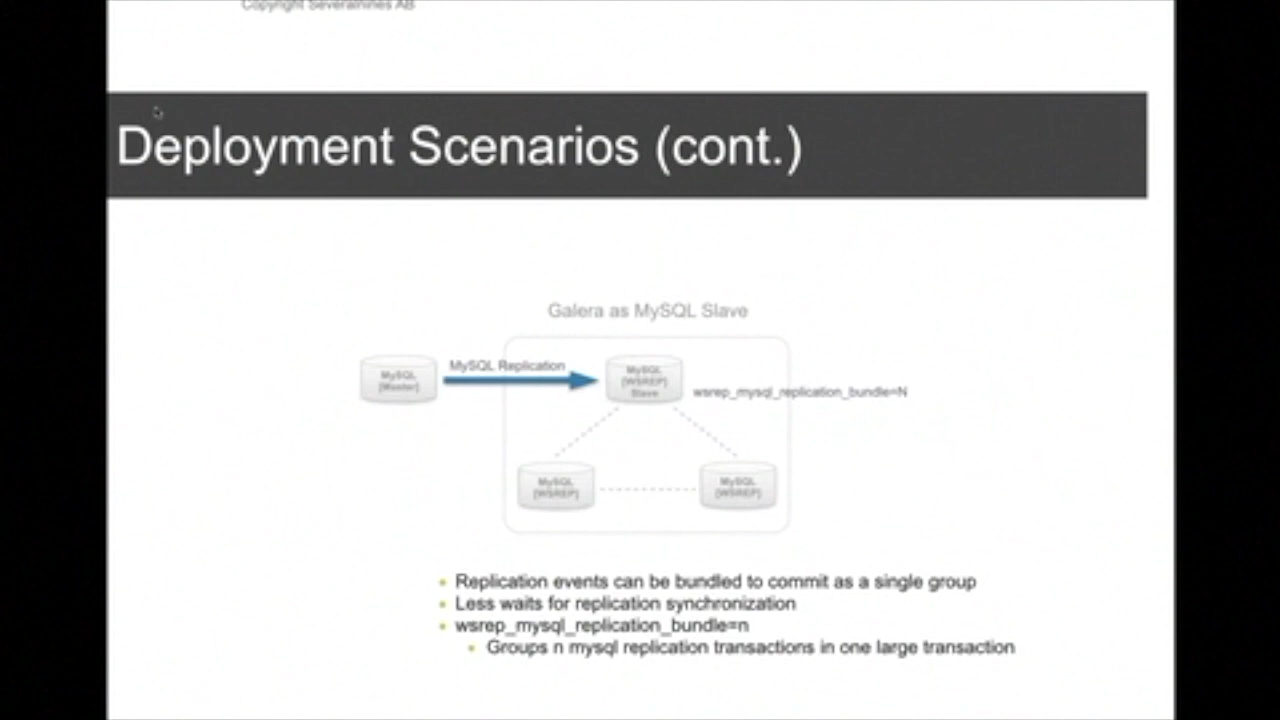 Copyright Severalnines AB
Deployment Scenarios (cont.)
Galera as MySQL Slave
MySQL Replication
MySQL
[Master]
MySQL
[WSREP]
Slave
wsrep_mysql_replication_bundle=N
MySQL
[WSREP]
MySQL
[WSREP]
Replication events can be bundled to commit as a single group
Less waits for replication synchronization
wsrep_mysql_replication_bundle=n
Groups n mysql replication transactions in one large transaction